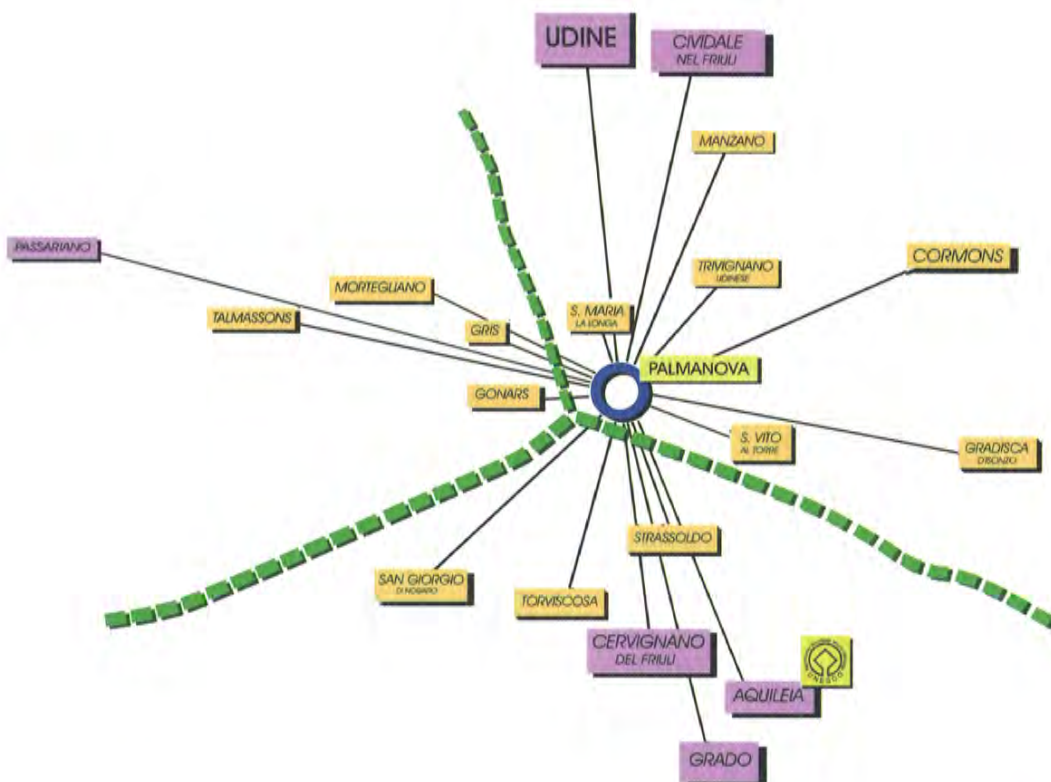 UDINE
CIVIDALE
NEL FRIULI
MANZANO
PASSARIANO
CORMONS
TRIVIGNANO
UDINESE
MORTEGLIANO
S. MARIA
LA LONGA
TALMASSONS
GRIS
PALMANOVA
GONARS
S. VITO
AL TORRE
GRADISCA
D'ISONZO
STRASSOLDO
SAN GIORGIO
DI NOGARO
TORVISCOSA
CERVIGNANO
DEL FRIULI
UNESCO
AQUILEIA
GRADO